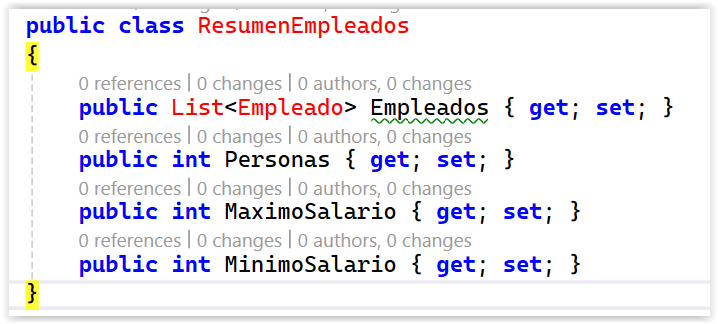 public class ResumenEmpleados
{
0 references | 0 changes | 0 authors, 0 changes
public List<Empleado> Empleados { get; set; }
0 references | 0 changes | 0 authors, 0 changes
public int Personas { get; set; }
0 references | 0 changes | 0 authors, 0 changes
public int MaximoSalario { get; set; }
0 references | 0 changes | 0 authors, 0 changes
public int MinimoSalario { get; set; }
}